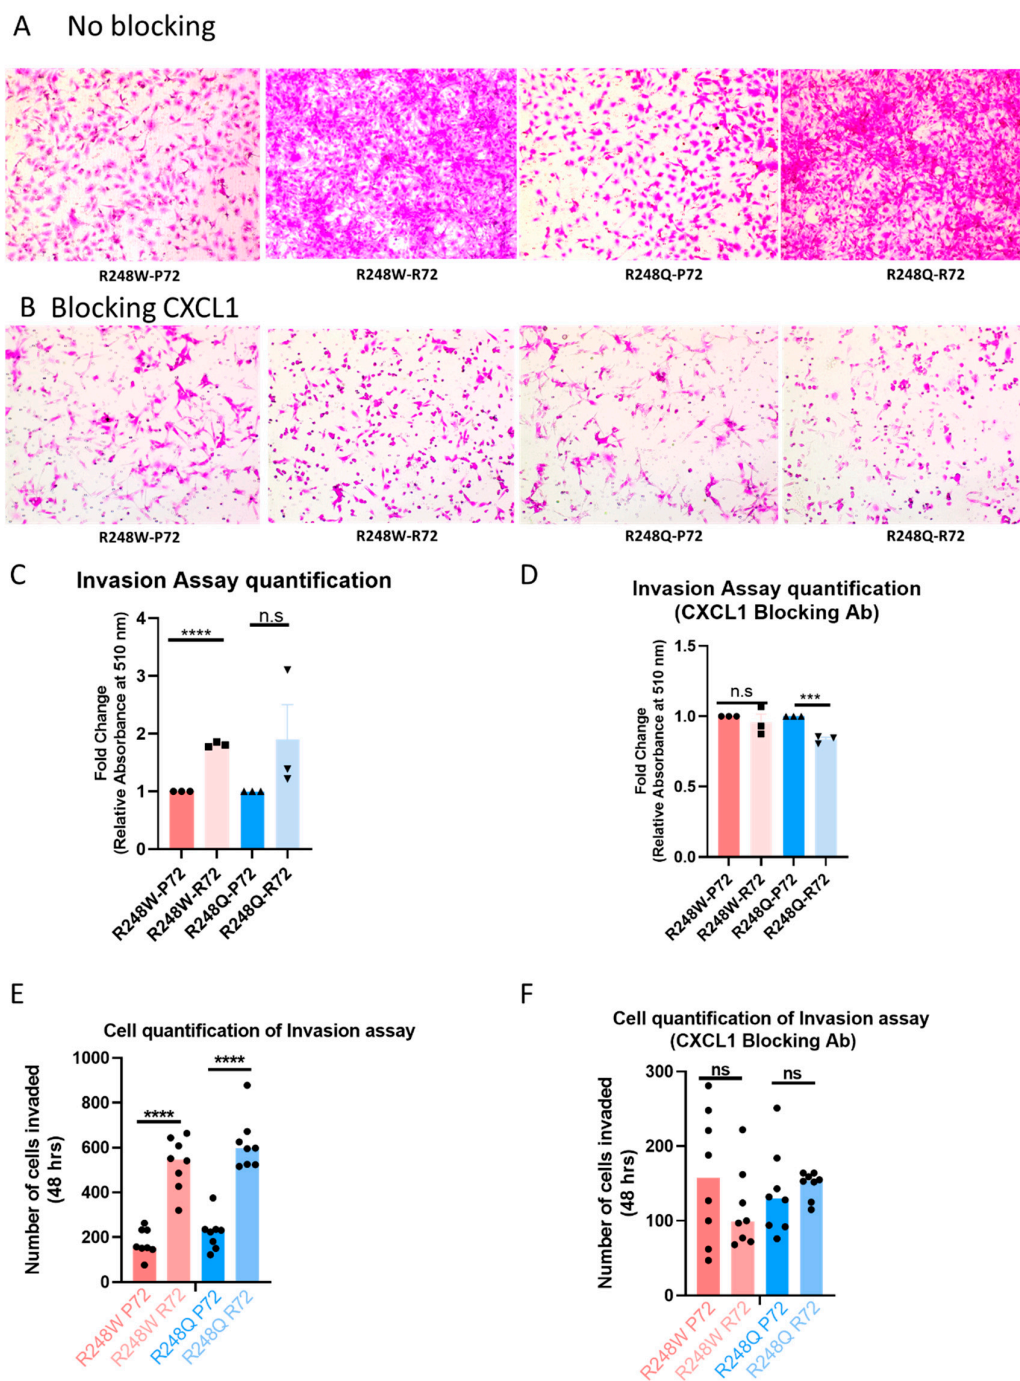 A No blocking
R248W-P72
R248W-R72
R248Q-P72
R248Q-R72
B Blocking CXCL1
R248W-P72
R248W-R72
R248Q-P72
R248Q-R72
C
Invasion Assay quantification
Fold Change
(Relative Absorbance at 510 nm)
4
3
2
1
0
****
n.s
R248W-P72
R248W-R72
R248Q-P72
R248Q-R72
D
Invasion Assay quantification
(CXCL1 Blocking Ab)
Fold Change
(Relative Absorbance at 510 nm)
1.5
1.0
0.5
0.0
n.s
***
R248W-P72
R248W-R72
R248Q-P72
R248Q-R72
E
Cell quantification of Invasion assay
Number of cells invaded
(48 hrs)
1000
800
600
400
200
0
****
****
R248W P72
R248W R72
R248Q P72
R248Q R72
F
Cell quantification of Invasion assay
(CXCL1 Blocking Ab)
Number of cells invaded
(48 hrs)
300
200
100
0
ns
ns
R248W P72
R248W R72
R248Q P72
R248Q R72